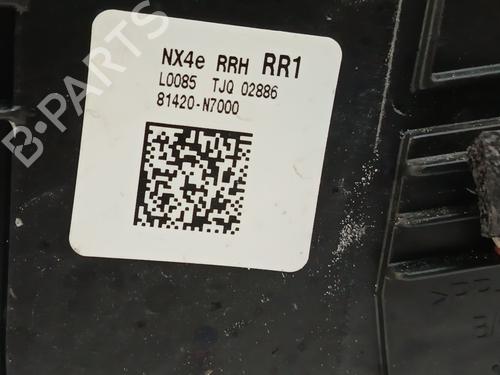 NX4e RRH RR1
L0085 TJQ 02886
81420-N7000
B-PARTS